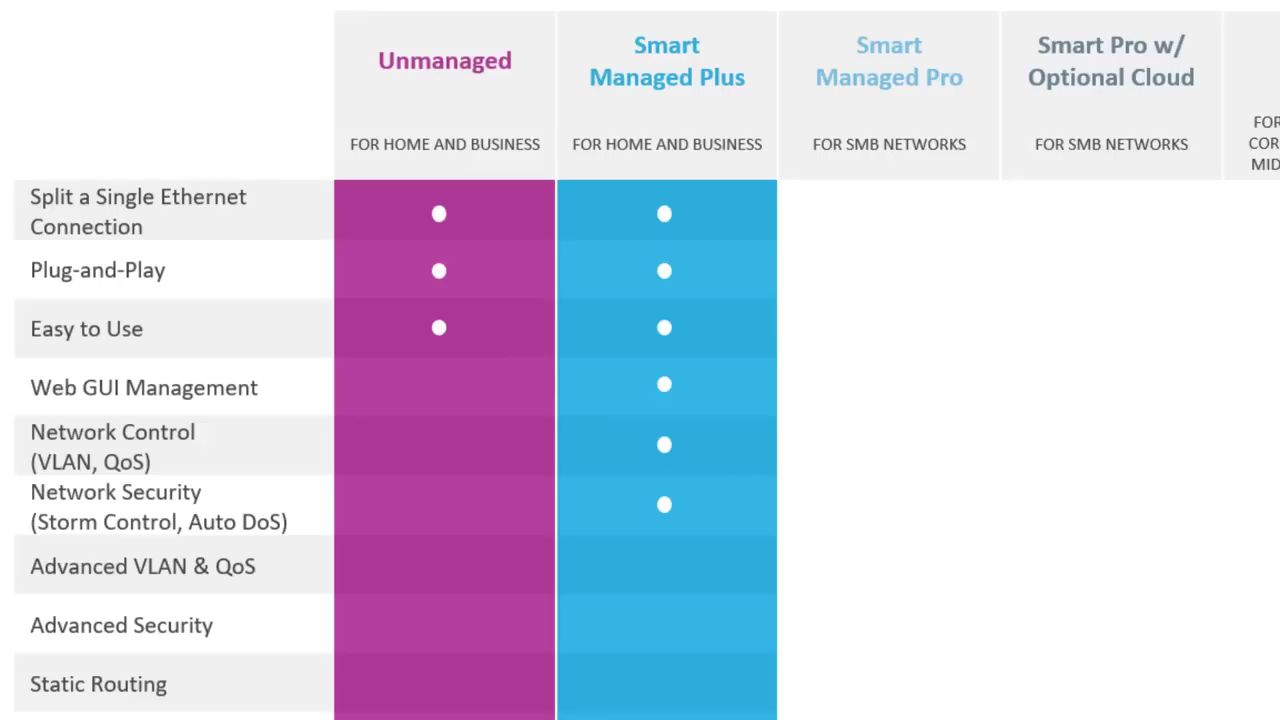 Unmanaged
Smart
Managed Plus
Smart
Managed Pro
Smart Pro w/
Optional Cloud
FOR HOME AND BUSINESS
FOR HOME AND BUSINESS
FOR SMB NETWORKS
FOR SMB NETWORKS
FOR
COR
MID
Split a Single Ethernet
Connection
Plug-and-Play
Easy to Use
Web GUI Management
Network Control
(VLAN, QoS)
Network Security
(Storm Control, Auto DoS)
Advanced VLAN & QoS
Advanced Security
Static Routing